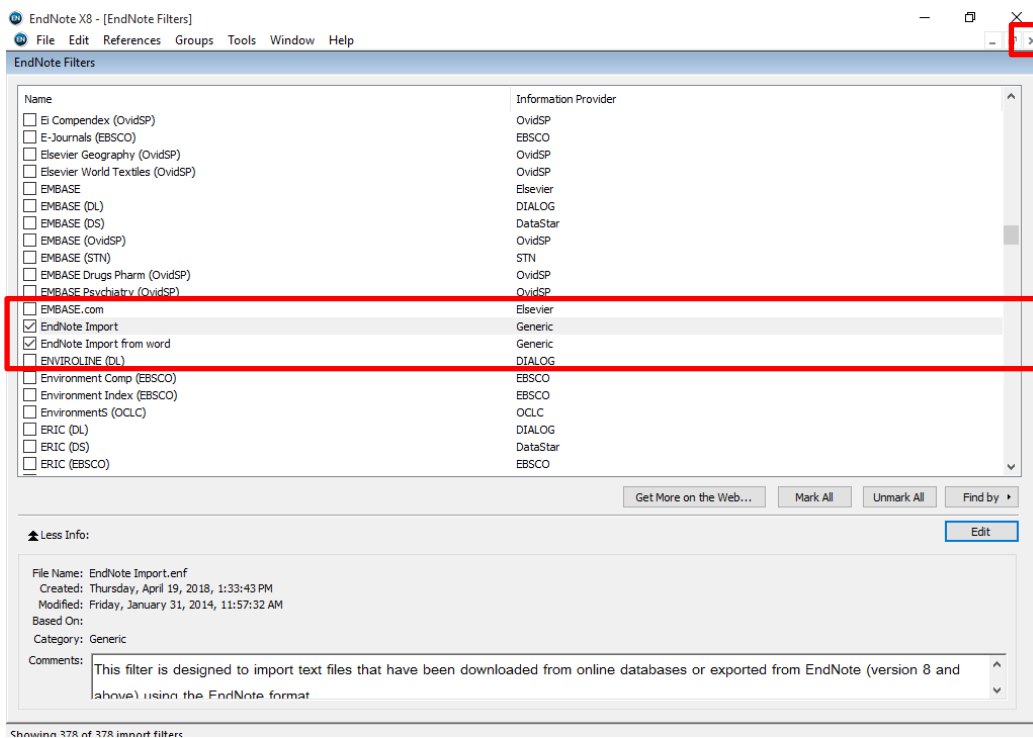 EndNote X8 - [EndNote Filters]
File Edit References Groups Tools Window Help
EndNote Filters
Name Information Provider
Ei Compendex (OvidSP) OvidSP
E-Journals (EBSCO) EBSCO
Elsevier Geography (OvidSP) OvidSP
Elsevier World Textiles (OvidSP) OvidSP
EMBASE Elsevier
EMBASE (DL) DIALOG
EMBASE (DS) DataStar
EMBASE (OvidSP) OvidSP
EMBASE (STN) STN
EMBASE Drugs Pharm (OvidSP) OvidSP
EMBASE Psychiatry (OvidSP) OvidSP
EMBASE.com Elsevier
EndNote Import Generic
EndNote Import from word Generic
ENVIROLINE (DL) DIALOG
Environment Comp (EBSCO) EBSCO
Environment Index (EBSCO) EBSCO
EnvironmentS (OCLC) OCLC
ERIC (DL) DIALOG
ERIC (DS) DataStar
ERIC (EBSCO) EBSCO
Get More on the Web... Mark All Unmark All Find by
Less Info: Edit
File Name: EndNote Import.enf
Created: Thursday, April 19, 2018, 1:33:43 PM
Modified: Friday, January 31, 2014, 11:57:32 AM
Based On:
Category: Generic
Comments: This filter is designed to import text files that have been downloaded from online databases or exported from EndNote (version 8 and
above) using the EndNote format
Showing 378 of 378 import filters